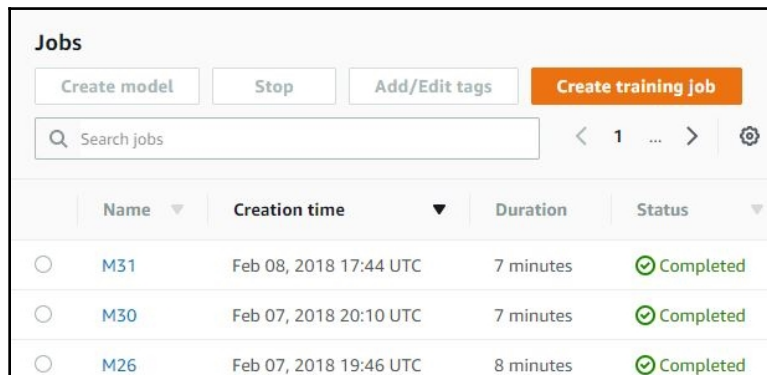 Jobs
Create model Stop Add/Edit tags Create training job
Search jobs 1 ...
Name Creation time Duration Status
M31 Feb 08, 2018 17:44 UTC 7 minutes Completed
M30 Feb 07, 2018 20:10 UTC 7 minutes Completed
M26 Feb 07, 2018 19:46 UTC 8 minutes Completed